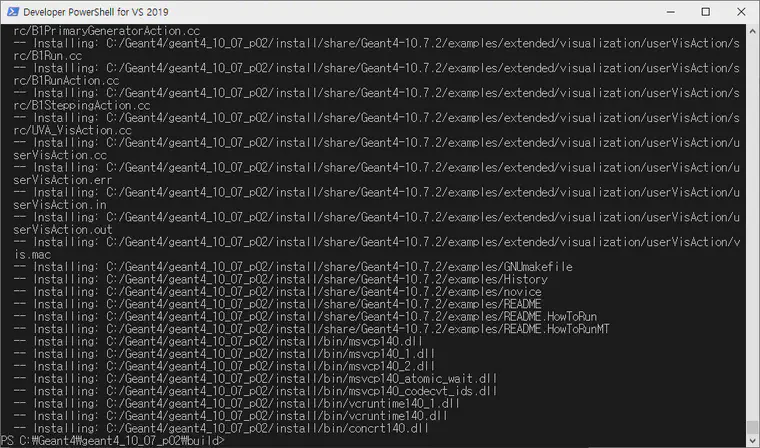 Developer PowerShell for VS 2019
rc/B1PrimaryGeneratorAction.cc
-- Installing: C:/Geant4/geant4_10_07_p02/install/share/Geant4-10.7.2/examples/extended/visualization/userVisAction/s
rc/B1Run.cc
-- Installing: C:/Geant4/geant4_10_07_p02/install/share/Geant4-10.7.2/examples/extended/visualization/userVisAction/s
rc/B1RunAction.cc
-- Installing: C:/Geant4/geant4_10_07_p02/install/share/Geant4-10.7.2/examples/extended/visualization/userVisAction/s
rc/B1SteppingAction.cc
-- Installing: C:/Geant4/geant4_10_07_p02/install/share/Geant4-10.7.2/examples/extended/visualization/userVisAction/s
rc/UVA_VisAction.cc
-- Installing: C:/Geant4/geant4_10_07_p02/install/share/Geant4-10.7.2/examples/extended/visualization/userVisAction/u
serVisAction.cc
-- Installing: C:/Geant4/geant4_10_07_p02/install/share/Geant4-10.7.2/examples/extended/visualization/userVisAction/u
serVisAction.err
-- Installing: C:/Geant4/geant4_10_07_p02/install/share/Geant4-10.7.2/examples/extended/visualization/userVisAction/u
serVisAction.in
-- Installing: C:/Geant4/geant4_10_07_p02/install/share/Geant4-10.7.2/examples/extended/visualization/userVisAction/u
serVisAction.out
-- Installing: C:/Geant4/geant4_10_07_p02/install/share/Geant4-10.7.2/examples/extended/visualization/userVisAction/v
is.mac
-- Installing: C:/Geant4/geant4_10_07_p02/install/share/Geant4-10.7.2/examples/GNUmakefile
-- Installing: C:/Geant4/geant4_10_07_p02/install/share/Geant4-10.7.2/examples/History
-- Installing: C:/Geant4/geant4_10_07_p02/install/share/Geant4-10.7.2/examples/novice
-- Installing: C:/Geant4/geant4_10_07_p02/install/share/Geant4-10.7.2/examples/README
-- Installing: C:/Geant4/geant4_10_07_p02/install/share/Geant4-10.7.2/examples/README.HowToRun
-- Installing: C:/Geant4/geant4_10_07_p02/install/share/Geant4-10.7.2/examples/README.HowToRunMT
-- Installing: C:/Geant4/geant4_10_07_p02/install/bin/msvcp140.dll
-- Installing: C:/Geant4/geant4_10_07_p02/install/bin/msvcp140_1.dll
-- Installing: C:/Geant4/geant4_10_07_p02/install/bin/msvcp140_2.dll
-- Installing: C:/Geant4/geant4_10_07_p02/install/bin/msvcp140_atomic_wait.dll
-- Installing: C:/Geant4/geant4_10_07_p02/install/bin/msvcp140_codecvt_ids.dll
-- Installing: C:/Geant4/geant4_10_07_p02/install/bin/vcruntime140_1.dll
-- Installing: C:/Geant4/geant4_10_07_p02/install/bin/vcruntime140.dll
-- Installing: C:/Geant4/geant4_10_07_p02/install/bin/concrt140.dll
PS C:₩Geant4₩geant4_10_07_p02₩build>